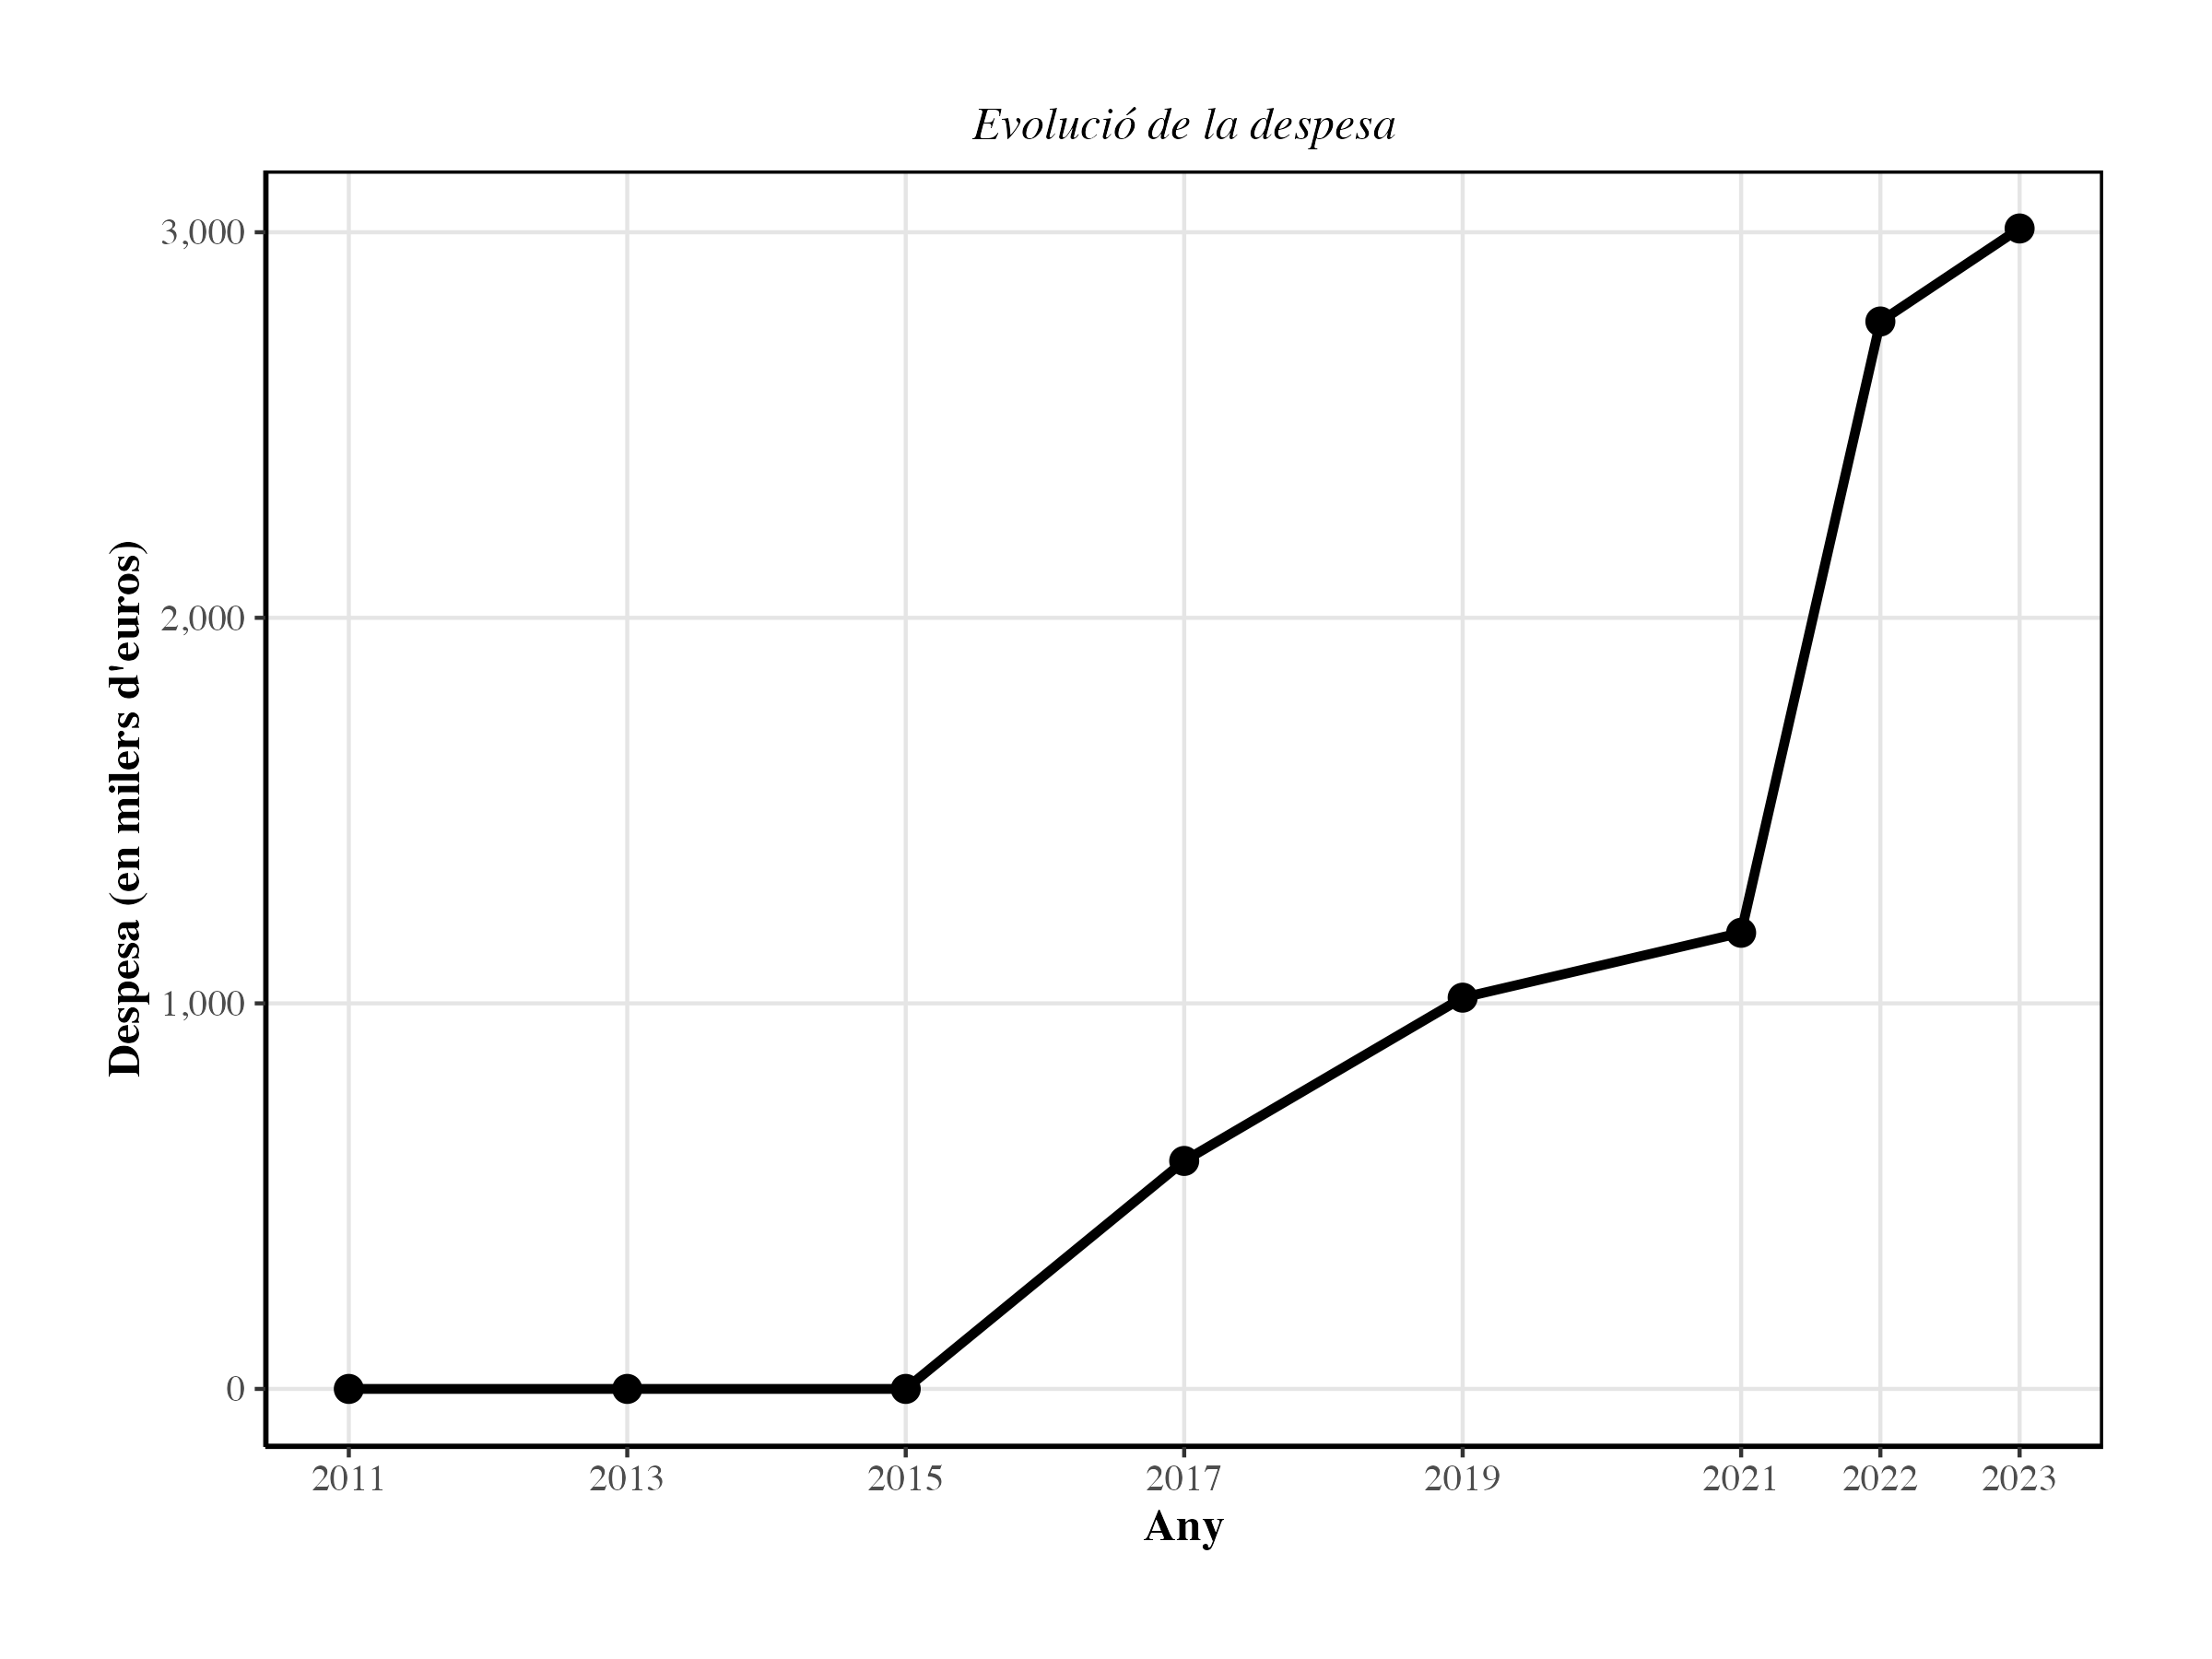 Evolució de la despesa
Despesa (en milers d'euros)
3,000
2,000
1,000
0
2011 2013 2015 2017 2019 2021 2022 2023
Any